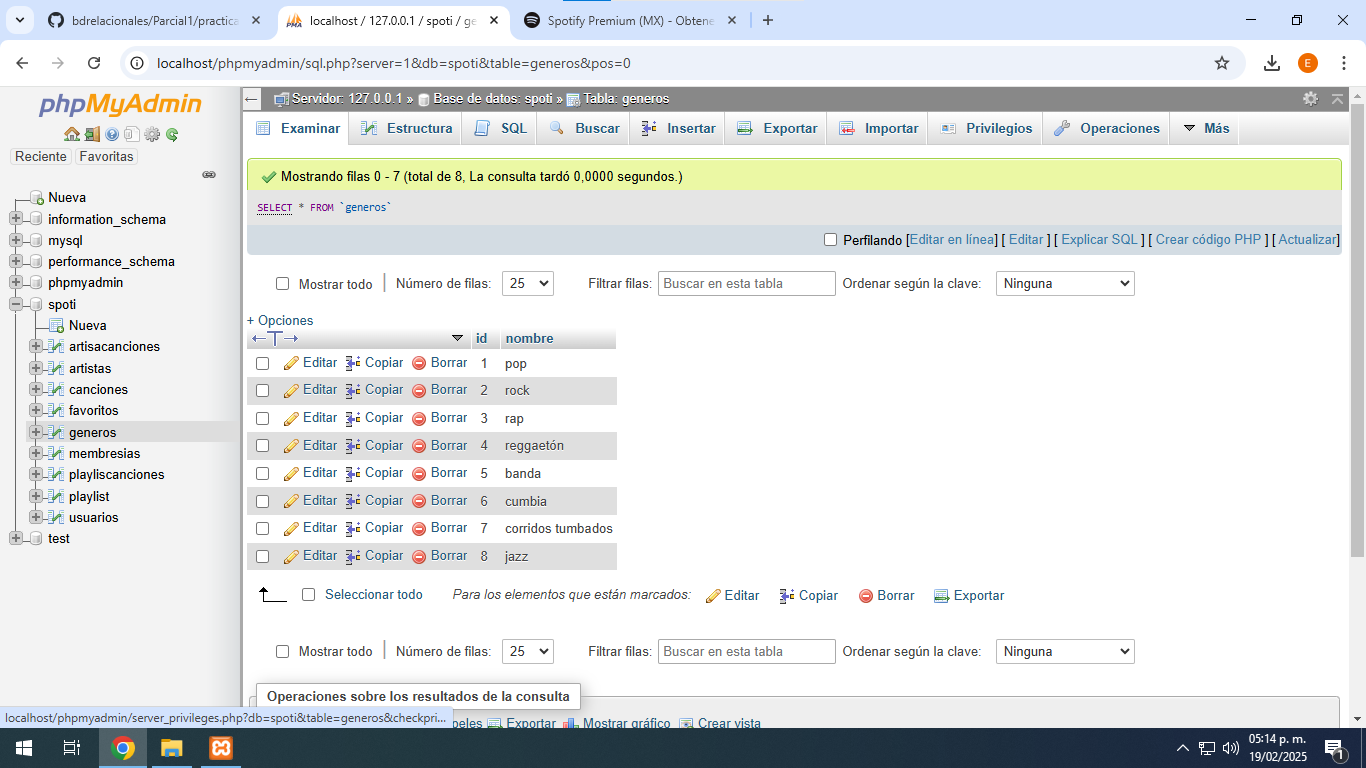 bdrelacionales/Parcial1/practica
localhost / 127.0.0.1 / spoti / ge
Spotify Premium (MX) - Obtene
localhost/phpmyadmin/sql.php?server=1&db=spoti&table=generos&pos=0
E
phpMyAdmin
Reciente Favoritas
Nueva
information_schema
mysql
performance_schema
phpmyadmin
spoti
Nueva
artisacanciones
artistas
canciones
favoritos
generos
membresias
playliscanciones
playlist
usuarios
test
Servidor: 127.0.0.1 » Base de datos: spoti » Tabla: generos
Examinar Estructura SQL Buscar Insertar Exportar Importar Privilegios Operaciones Más
Mostrando filas 0 - 7 (total de 8, La consulta tardó 0,0000 segundos.)
SELECT * FROM `generos`
Perfilando [Editar en línea] [ Editar ] [ Explicar SQL ] [ Crear código PHP ] [ Actualizar]
Mostrar todo Número de filas: 25 Filtrar filas: Buscar en esta tabla Ordenar según la clave: Ninguna
+ Opciones
id nombre
Editar Copiar Borrar 1 pop
Editar Copiar Borrar 2 rock
Editar Copiar Borrar 3 rap
Editar Copiar Borrar 4 reggaetón
Editar Copiar Borrar 5 banda
Editar Copiar Borrar 6 cumbia
Editar Copiar Borrar 7 corridos tumbados
Editar Copiar Borrar 8 jazz
Seleccionar todo Para los elementos que están marcados: Editar Copiar Borrar Exportar
Mostrar todo Número de filas: 25 Filtrar filas: Buscar en esta tabla Ordenar según la clave: Ninguna
Operaciones sobre los resultados de la consulta
peles Exportar Mostrar gráfico Crear vista
localhost/phpmyadmin/server_privileges.php?db=spoti&table=generos&checkpri...
05:14 p. m.
19/02/2025
1